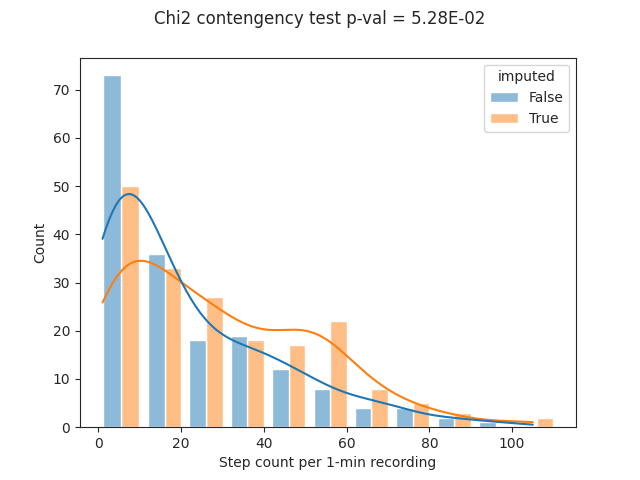 Chi2 contengency test p-val = 5.28E-02
imputed
False
True
70
60
50
40
30
20
10
0
Count
0 20 40 60 80 100
Step count per 1-min recording